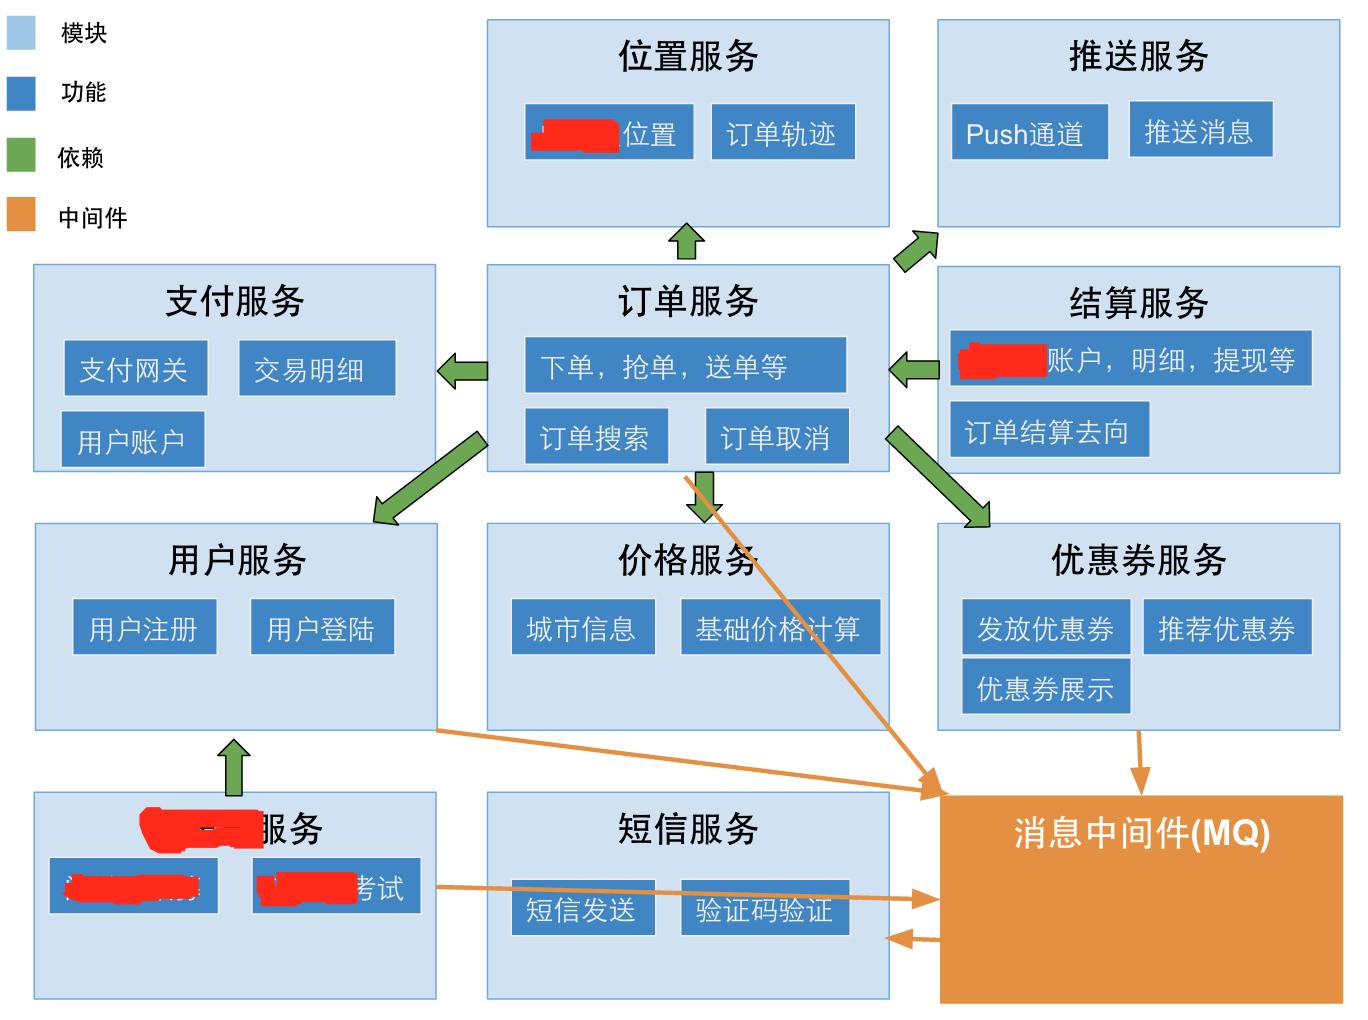 模块
功能
依赖
中间件
位置服务
位置
订单轨迹
推送服务
Push通道
推送消息
支付服务
支付网关
交易明细
用户账户
订单服务
下单，抢单，送单等
订单搜索
订单取消
结算服务
账户，明细，提现等
订单结算去向
用户服务
用户注册
用户登陆
价格服务
城市信息
基础价格计算
优惠券服务
发放优惠券
推荐优惠券
优惠券展示
服务
考试
短信服务
短信发送
验证码验证
消息中间件(MQ)